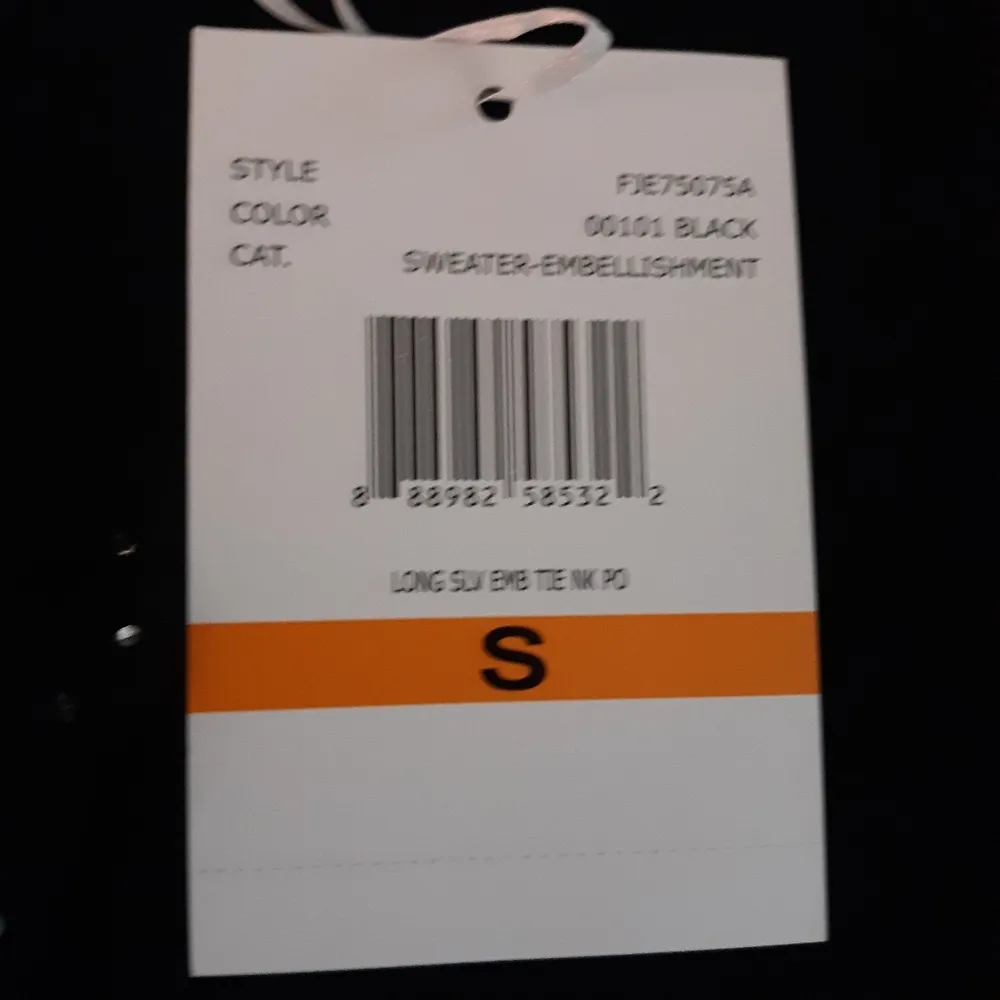 STYLE FJE75075A
COLOR 00101 BLACK
CAT. SWEATER-EMBELLISHMENT
8 88982 58532 2
LONG SLV EMB TIE NK PO
S